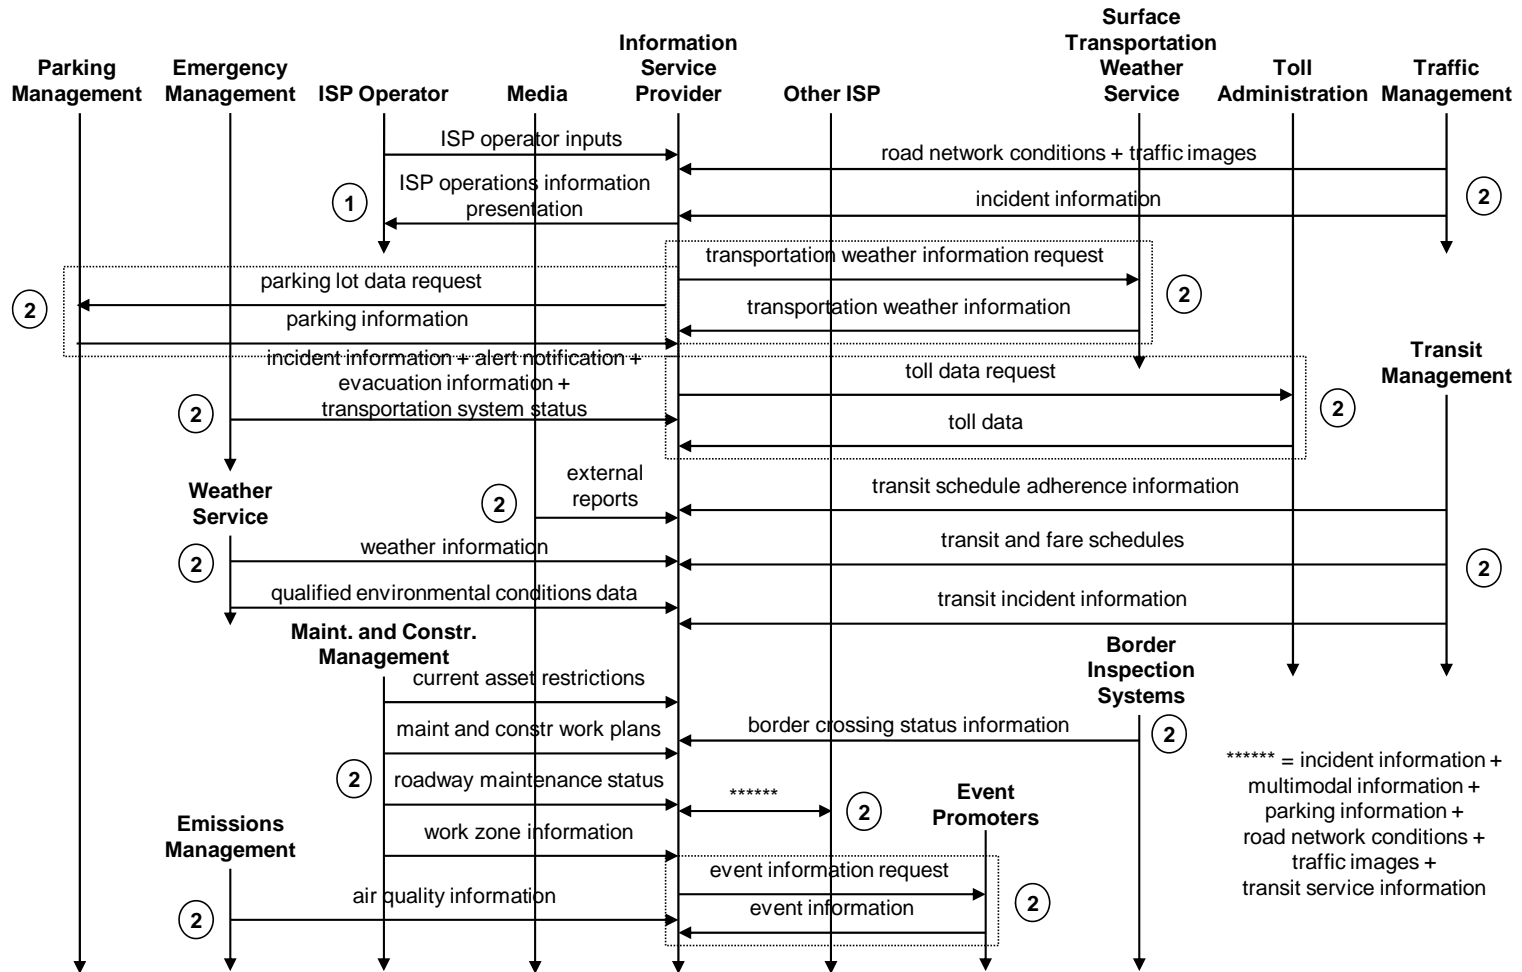 Parking
Management
Emergency
Management
ISP Operator
Media
Information
Service
Provider
Other ISP
Surface
Transportation
Weather
Service
Toll
Administration
Traffic
Management
ISP operator inputs
road network conditions + traffic images
ISP operations information
presentation
1
incident information
2
transportation weather information request
parking lot data request
2
transportation weather information
2
parking information
incident information + alert notification +
evacuation information +
transportation system status
2
toll data request
toll data
2
Transit
Management
Weather
Service
external
reports
2
transit schedule adherence information
weather information
2
transit and fare schedules
2
qualified environmental conditions data
transit incident information
Maint. and Constr.
Management
Border
Inspection
Systems
current asset restrictions
maint and constr work plans
border crossing status information
2
roadway maintenance status
2
******
2
Event
Promoters
****** = incident information +
multimodal information +
parking information +
road network conditions +
traffic images +
transit service information
Emissions
Management
work zone information
event information request
air quality information
2
event information
2